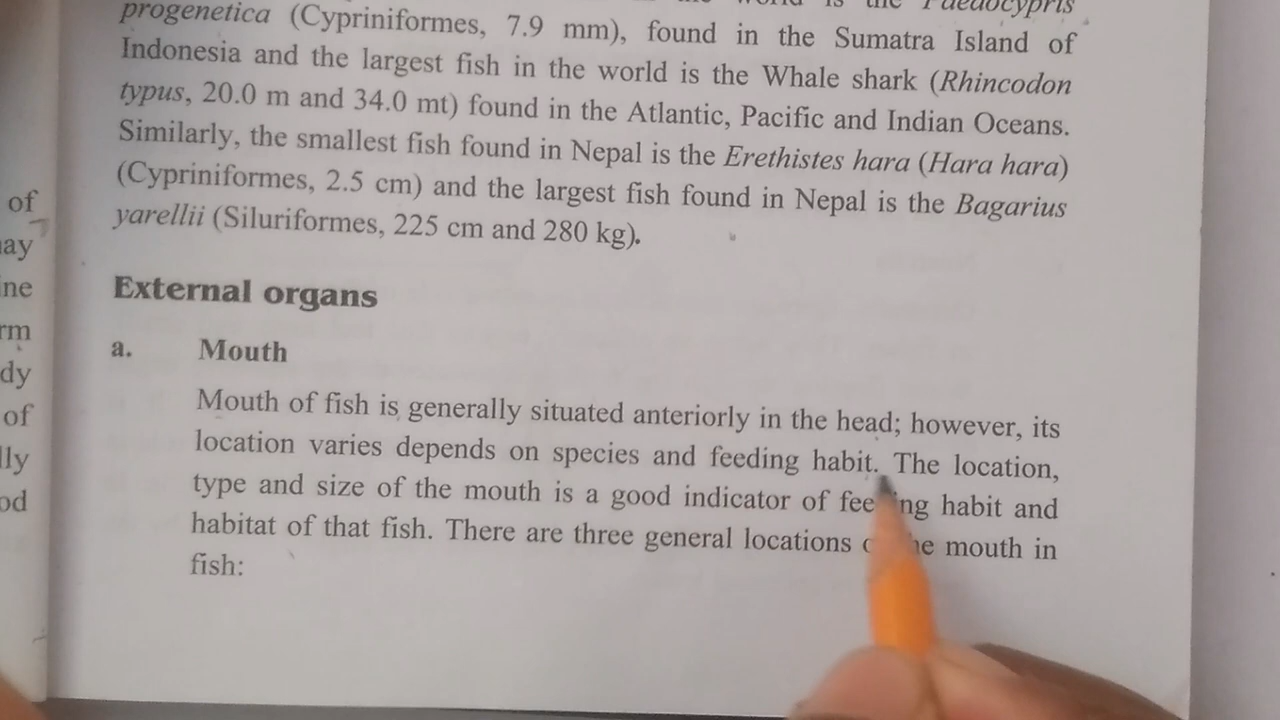 world is the Paedocypris
progenetica (Cypriniformes, 7.9 mm), found in the Sumatra Island of
Indonesia and the largest fish in the world is the Whale shark (Rhincodon
typus, 20.0 m and 34.0 mt) found in the Atlantic, Pacific and Indian Oceans.
Similarly, the smallest fish found in Nepal is the Erethistes hara (Hara hara)
(Cypriniformes, 2.5 cm) and the largest fish found in Nepal is the Bagarius
yarellii (Siluriformes, 225 cm and 280 kg).
External organs
a. Mouth
Mouth of fish is generally situated anteriorly in the head; however, its
location varies depends on species and feeding habit. The location,
type and size of the mouth is a good indicator of feeding habit and
habitat of that fish. There are three general locations mouth in
fish:
of
ay
ne
rm
dy
of
lly
od